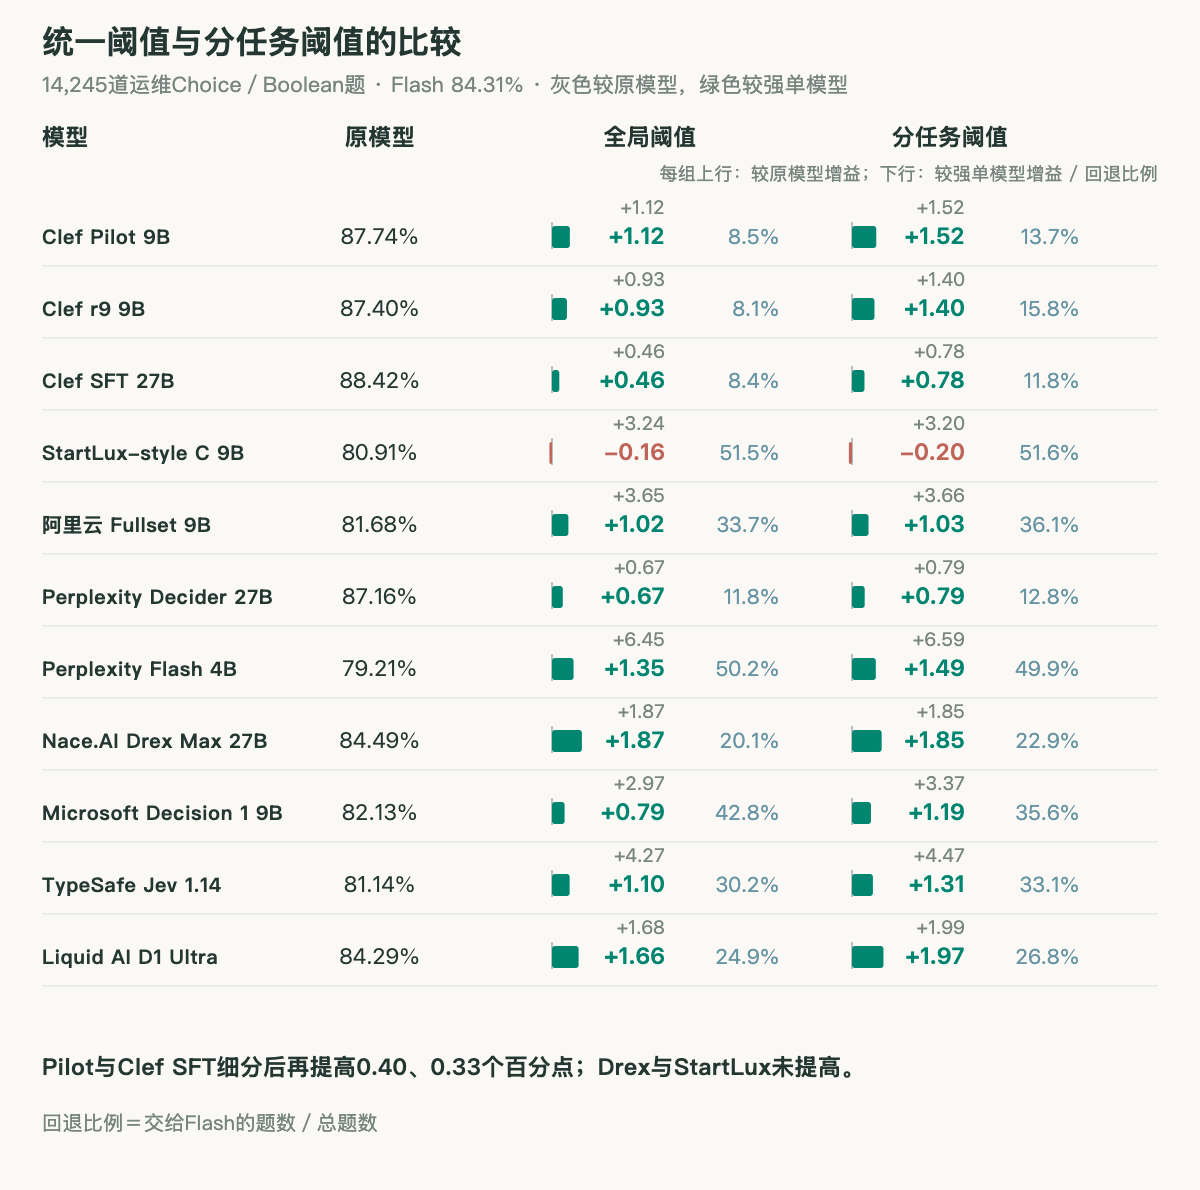 统一阈值与分任务阈值的比较
14,245道运维Choice / Boolean题 · Flash 84.31% · 灰色较原模型，绿色较强单模型
模型 原模型 全局阈值 分任务阈值
每组上行：较原模型增益；下行：较强单模型增益 / 回退比例
+1.12 +1.52
Clef Pilot 9B 87.74% +1.12 8.5% +1.52 13.7%
+0.93 +1.40
Clef r9 9B 87.40% +0.93 8.1% +1.40 15.8%
+0.46 +0.78
Clef SFT 27B 88.42% +0.46 8.4% +0.78 11.8%
+3.24 +3.20
StartLux–style C 9B 80.91% −0.16 51.5% −0.20 51.6%
+3.65 +3.66
阿里云 Fullset 9B 81.68% +1.02 33.7% +1.03 36.1%
+0.67 +0.79
Perplexity Decider 27B 87.16% +0.67 11.8% +0.79 12.8%
+6.45 +6.59
Perplexity Flash 4B 79.21% +1.35 50.2% +1.49 49.9%
+1.87 +1.85
Nace.AI Drex Max 27B 84.49% +1.87 20.1% +1.85 22.9%
+2.97 +3.37
Microsoft Decision 1 9B 82.13% +0.79 42.8% +1.19 35.6%
+4.27 +4.47
TypeSafe Jev 1.14 81.14% +1.10 30.2% +1.31 33.1%
+1.68 +1.99
Liquid AI D1 Ultra 84.29% +1.66 24.9% +1.97 26.8%
Pilot与Clef SFT细分后再提高0.40、0.33个百分点；Drex与StartLux未提高。
回退比例＝交给Flash的题数 / 总题数